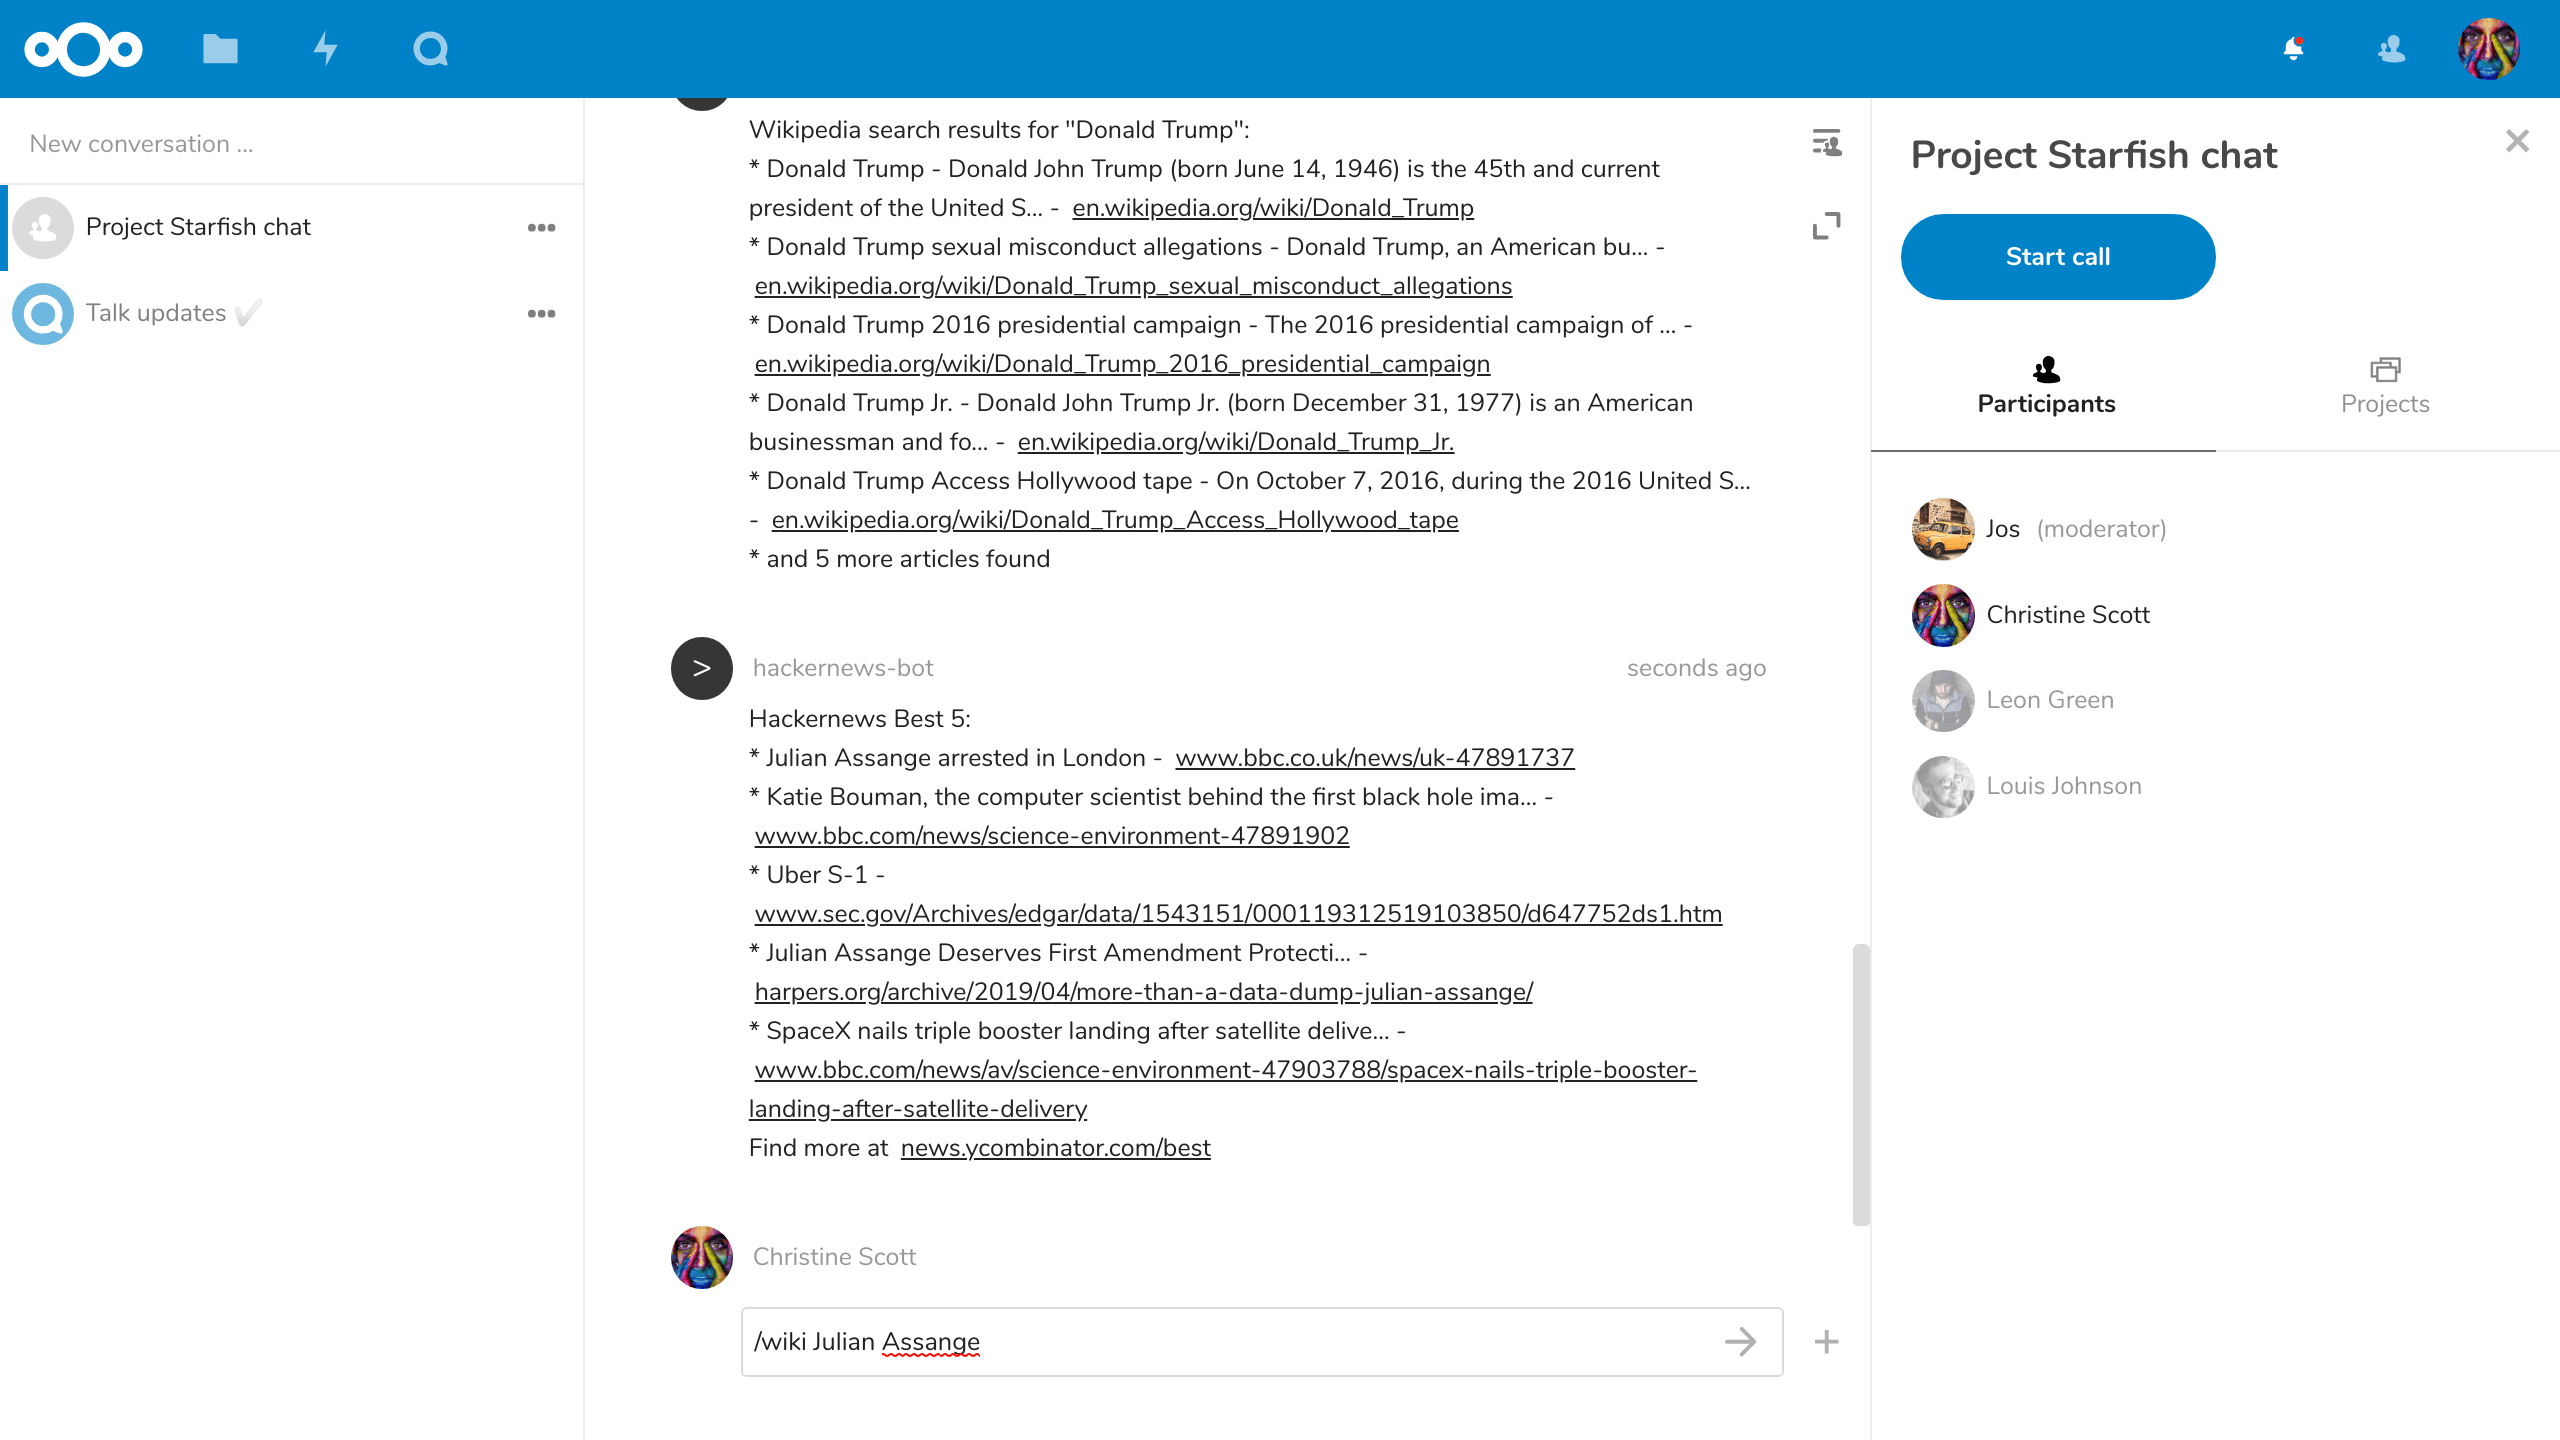 New conversation ...
Project Starfish chat
Talk updates ✔
Wikipedia search results for "Donald Trump":
* Donald Trump - Donald John Trump (born June 14, 1946) is the 45th and current
president of the United S... - en.wikipedia.org/wiki/Donald_Trump
* Donald Trump sexual misconduct allegations - Donald Trump, an American bu... -
en.wikipedia.org/wiki/Donald_Trump_sexual_misconduct_allegations
* Donald Trump 2016 presidential campaign - The 2016 presidential campaign of ... -
en.wikipedia.org/wiki/Donald_Trump_2016_presidential_campaign
* Donald Trump Jr. - Donald John Trump Jr. (born December 31, 1977) is an American
businessman and fo... - en.wikipedia.org/wiki/Donald_Trump_Jr.
* Donald Trump Access Hollywood tape - On October 7, 2016, during the 2016 United S...
- en.wikipedia.org/wiki/Donald_Trump_Access_Hollywood_tape
* and 5 more articles found
> hackernews-bot seconds ago
Hackernews Best 5:
* Julian Assange arrested in London - www.bbc.co.uk/news/uk-47891737
* Katie Bouman, the computer scientist behind the first black hole ima... -
www.bbc.com/news/science-environment-47891902
* Uber S-1 -
www.sec.gov/Archives/edgar/data/1543151/000119312519103850/d647752ds1.htm
* Julian Assange Deserves First Amendment Protecti... -
harpers.org/archive/2019/04/more-than-a-data-dump-julian-assange/
* SpaceX nails triple booster landing after satellite delive... -
www.bbc.com/news/av/science-environment-47903788/spacex-nails-triple-booster-
landing-after-satellite-delivery
Find more at news.ycombinator.com/best
Christine Scott
/wiki Julian Assange
Project Starfish chat
Start call
Participants
Projects
Jos (moderator)
Christine Scott
Leon Green
Louis Johnson